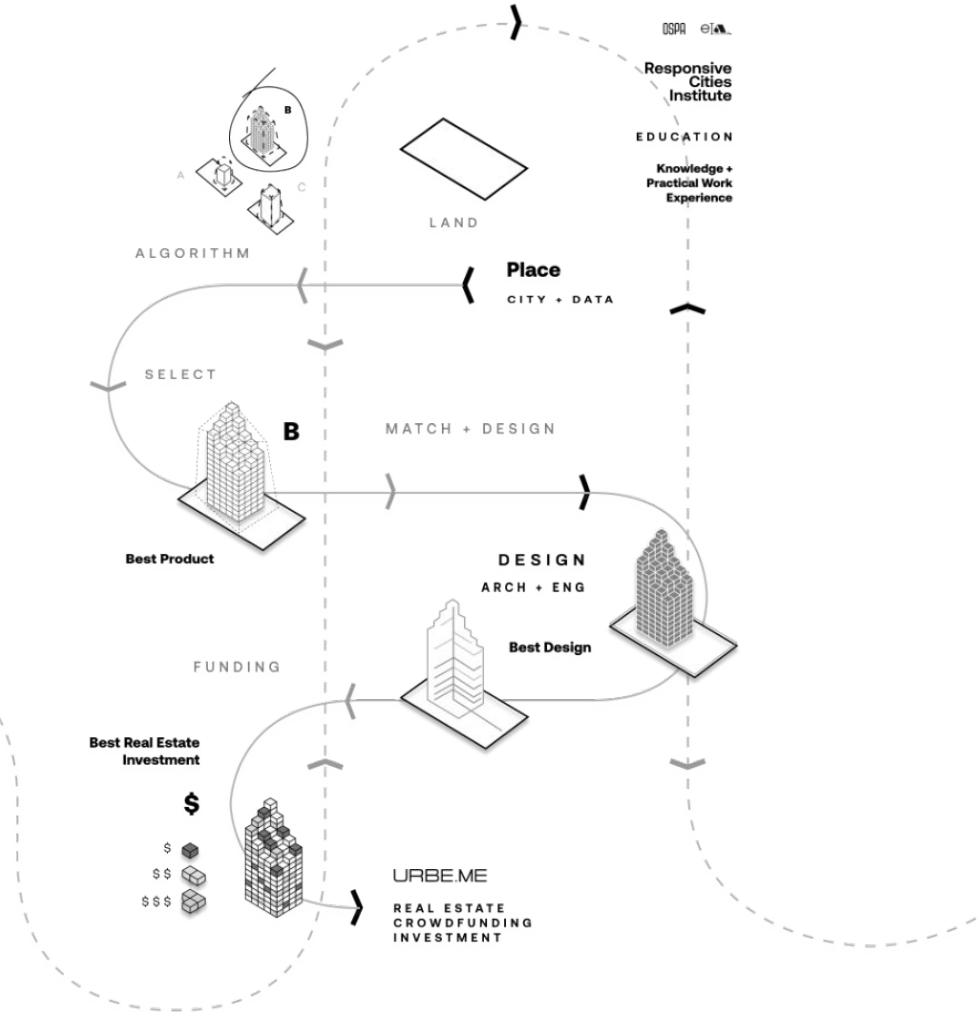 OSPA
Responsive
Cities
Institute
EDUCATION
Knowledge +
Practical Work
Experience
B
A
C
LAND
ALGORITHM
Place
CITY + DATA
SELECT
B
MATCH + DESIGN
Best Product
DESIGN
ARCH + ENG
Best Design
FUNDING
Best Real Estate
Investment
$
$
$$
$$$
URBE.ME
REAL ESTATE
CROWDFUNDING
INVESTMENT